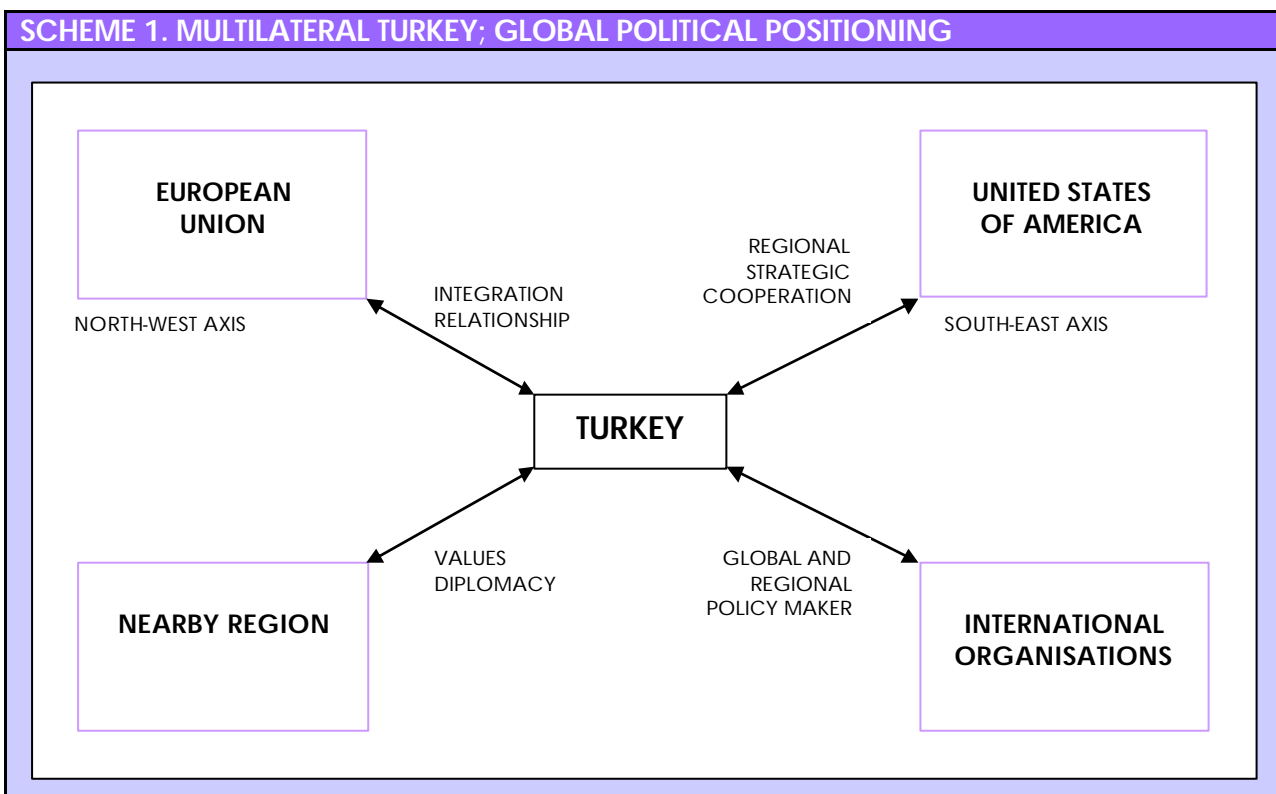 SCHEME 1. MULTILATERAL TURKEY; GLOBAL POLITICAL POSITIONING
EUROPEAN
UNION
NORTH-WEST AXIS
INTEGRATION
RELATIONSHIP
UNITED STATES
OF AMERICA
REGIONAL
STRATEGIC
COOPERATION
SOUTH-EAST AXIS
TURKEY
NEARBY REGION
VALUES
DIPLOMACY
GLOBAL AND
REGIONAL
POLICY MAKER
INTERNATIONAL
ORGANISATIONS